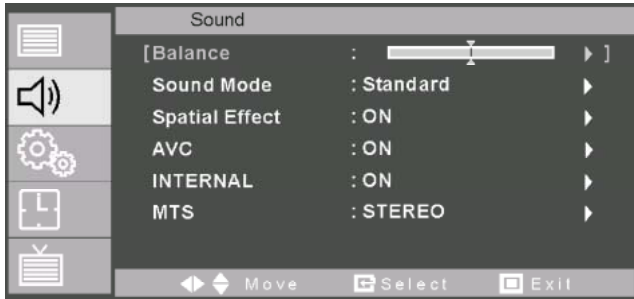 Sound
[Balance : ]
Sound Mode : Standard
Spatial Effect : ON
AVC : ON
INTERNAL : ON
MTS : STEREO
Move Select Exit